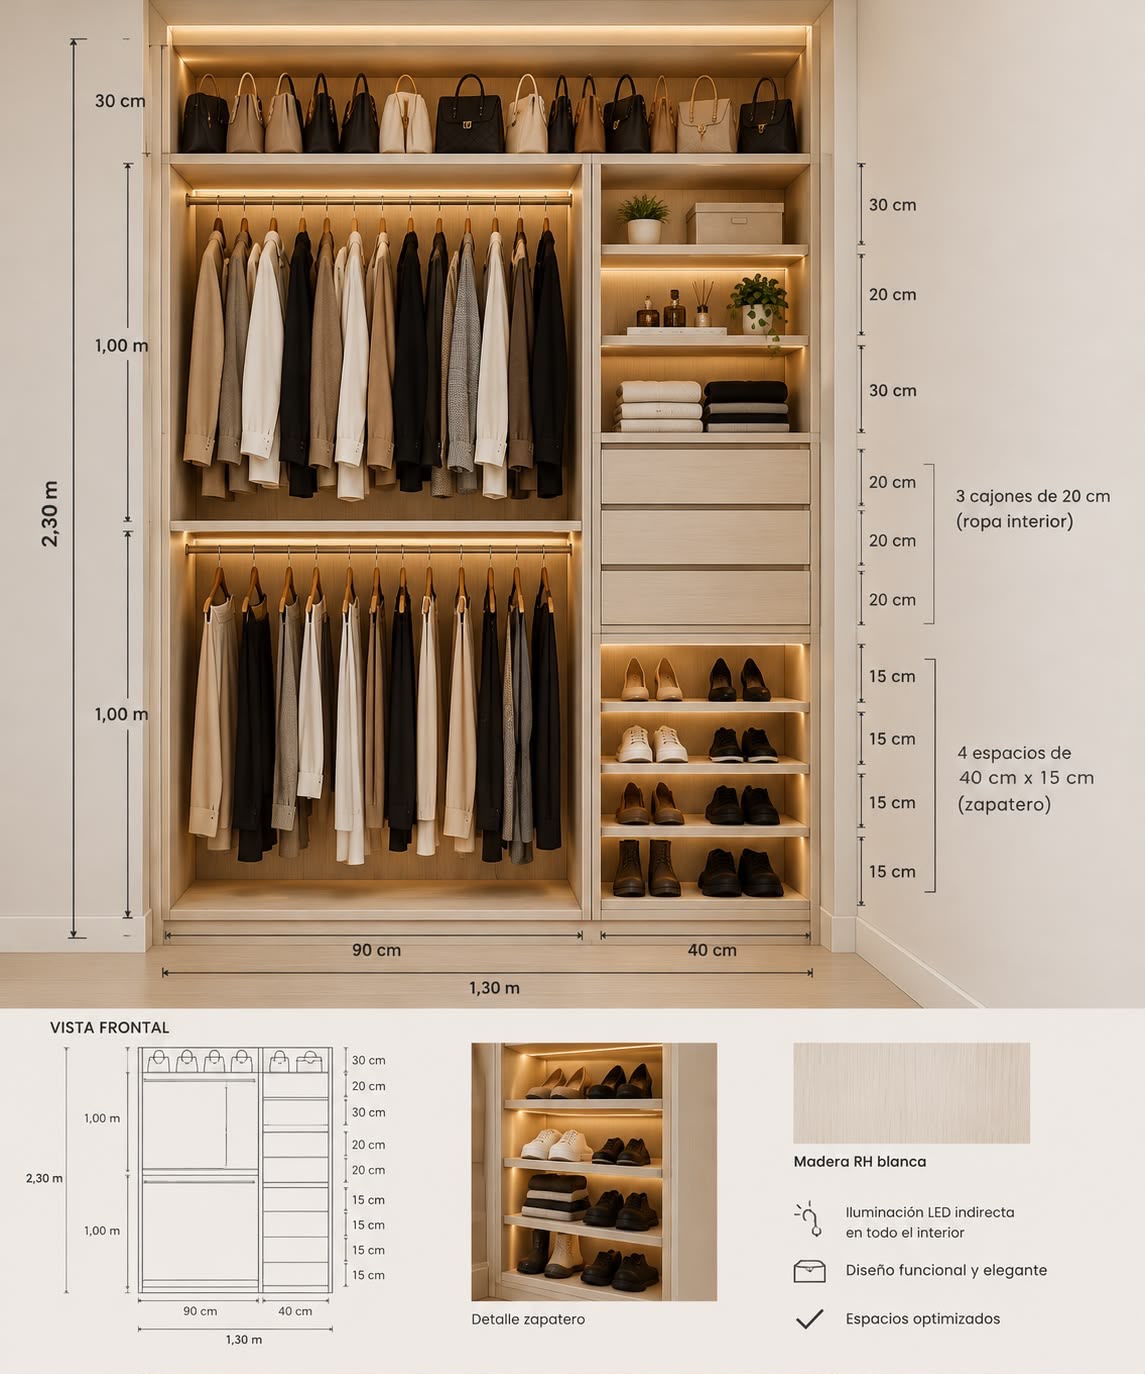 30 cm
1,00 m
2,30 m
1,00 m
30 cm
20 cm
30 cm
20 cm
20 cm
20 cm
3 cajones de 20 cm
(ropa interior)
15 cm
15 cm
15 cm
15 cm
4 espacios de
40 cm x 15 cm
(zapatero)
90 cm
40 cm
1,30 m
VISTA FRONTAL
30 cm
20 cm
30 cm
20 cm
20 cm
15 cm
15 cm
15 cm
15 cm
1,00 m
2,30 m
1,00 m
90 cm
40 cm
1,30 m
Detalle zapatero
Madera RH blanca
Iluminación LED indirecta
en todo el interior
Diseño funcional y elegante
Espacios optimizados